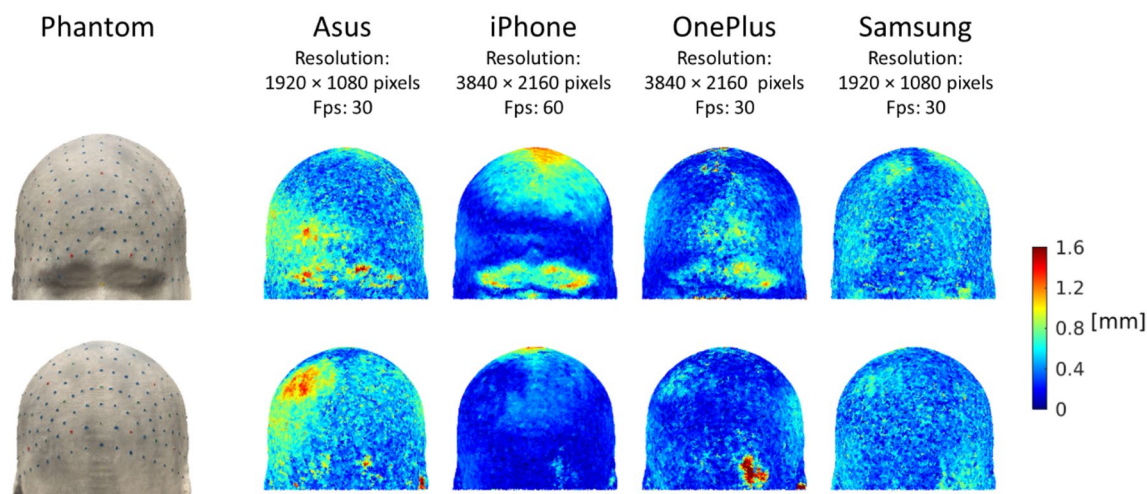 Phantom
Asus
Resolution:
1920 × 1080 pixels
Fps: 30
iPhone
Resolution:
3840 × 2160 pixels
Fps: 60
OnePlus
Resolution:
3840 × 2160 pixels
Fps: 30
Samsung
Resolution:
1920 × 1080 pixels
Fps: 30
1.6
1.2
0.8
0.4
0
[mm]